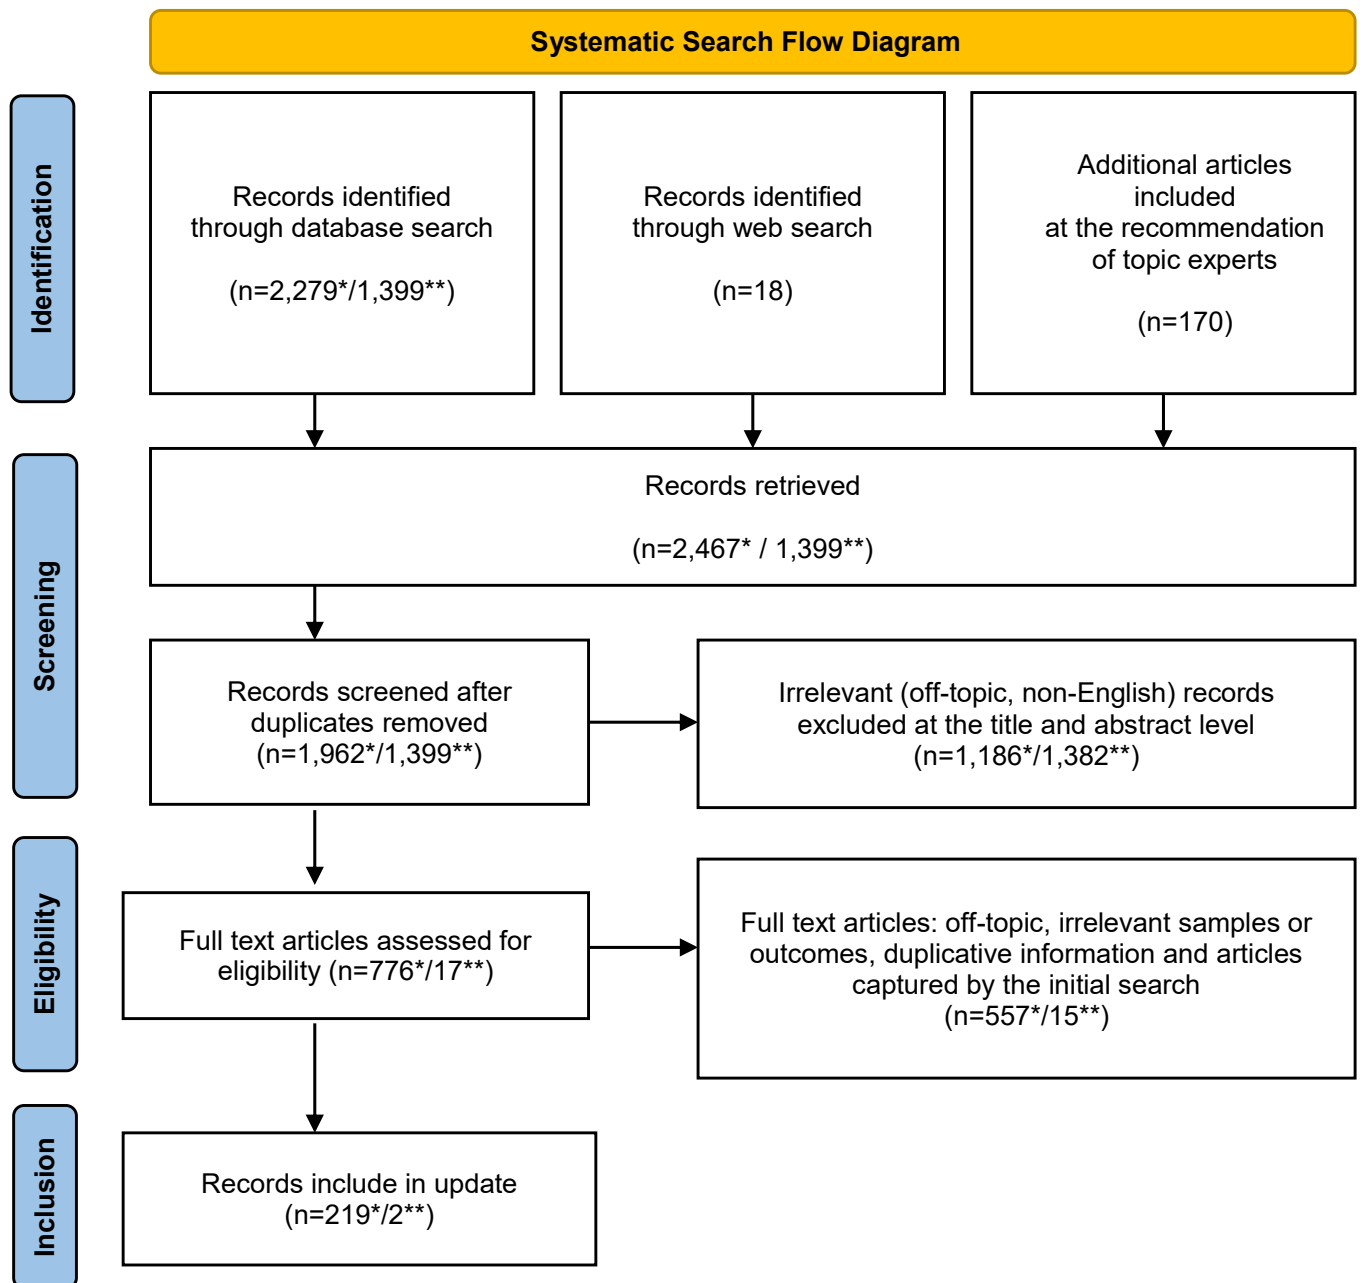 Systematic Search Flow Diagram
Identification
Records identified
through database search
(n=2,279*/1,399**)
Records identified
through web search
(n=18)
Additional articles
included
at the recommendation
of topic experts
(n=170)
Screening
Records retrieved
(n=2,467* / 1,399**)
Records screened after
duplicates removed
(n=1,962*/1,399**)
Irrelevant (off-topic, non-English) records
excluded at the title and abstract level
(n=1,186*/1,382**)
Eligibility
Full text articles assessed for
eligibility (n=776*/17**)
Full text articles: off-topic, irrelevant samples or
outcomes, duplicative information and articles
captured by the initial search
(n=557*/15**)
Inclusion
Records include in update
(n=219*/2**)